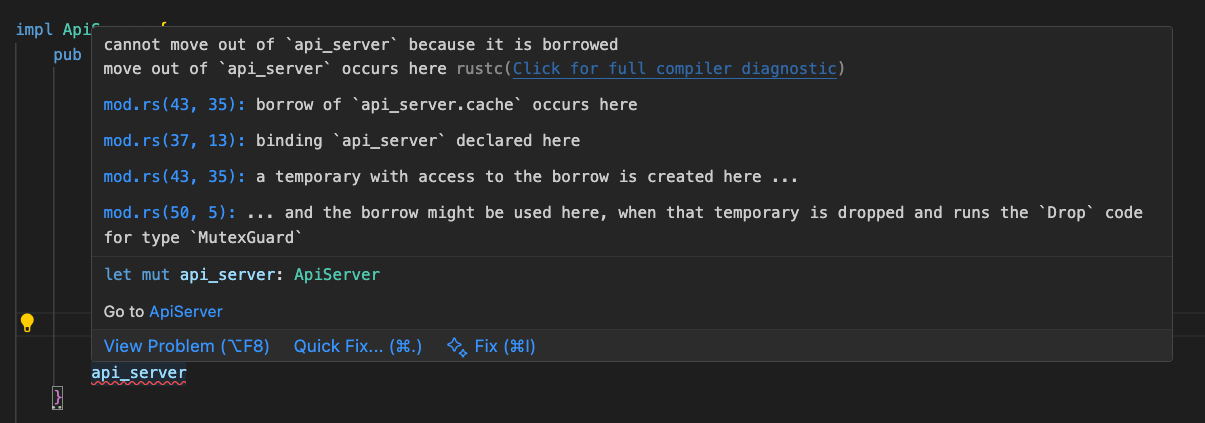 impl ApiS
pub
cannot move out of `api_server` because it is borrowed
move out of `api_server` occurs here rustc(Click for full compiler diagnostic)
mod.rs(43, 35): borrow of `api_server.cache` occurs here
mod.rs(37, 13): binding `api_server` declared here
mod.rs(43, 35): a temporary with access to the borrow is created here ...
mod.rs(50, 5): ... and the borrow might be used here, when that temporary is dropped and runs the `Drop` code
for type `MutexGuard`
let mut api_server: ApiServer
Go to ApiServer
View Problem (⌥F8) Quick Fix... (⌘.) Fix (⌘I)
api_server
}